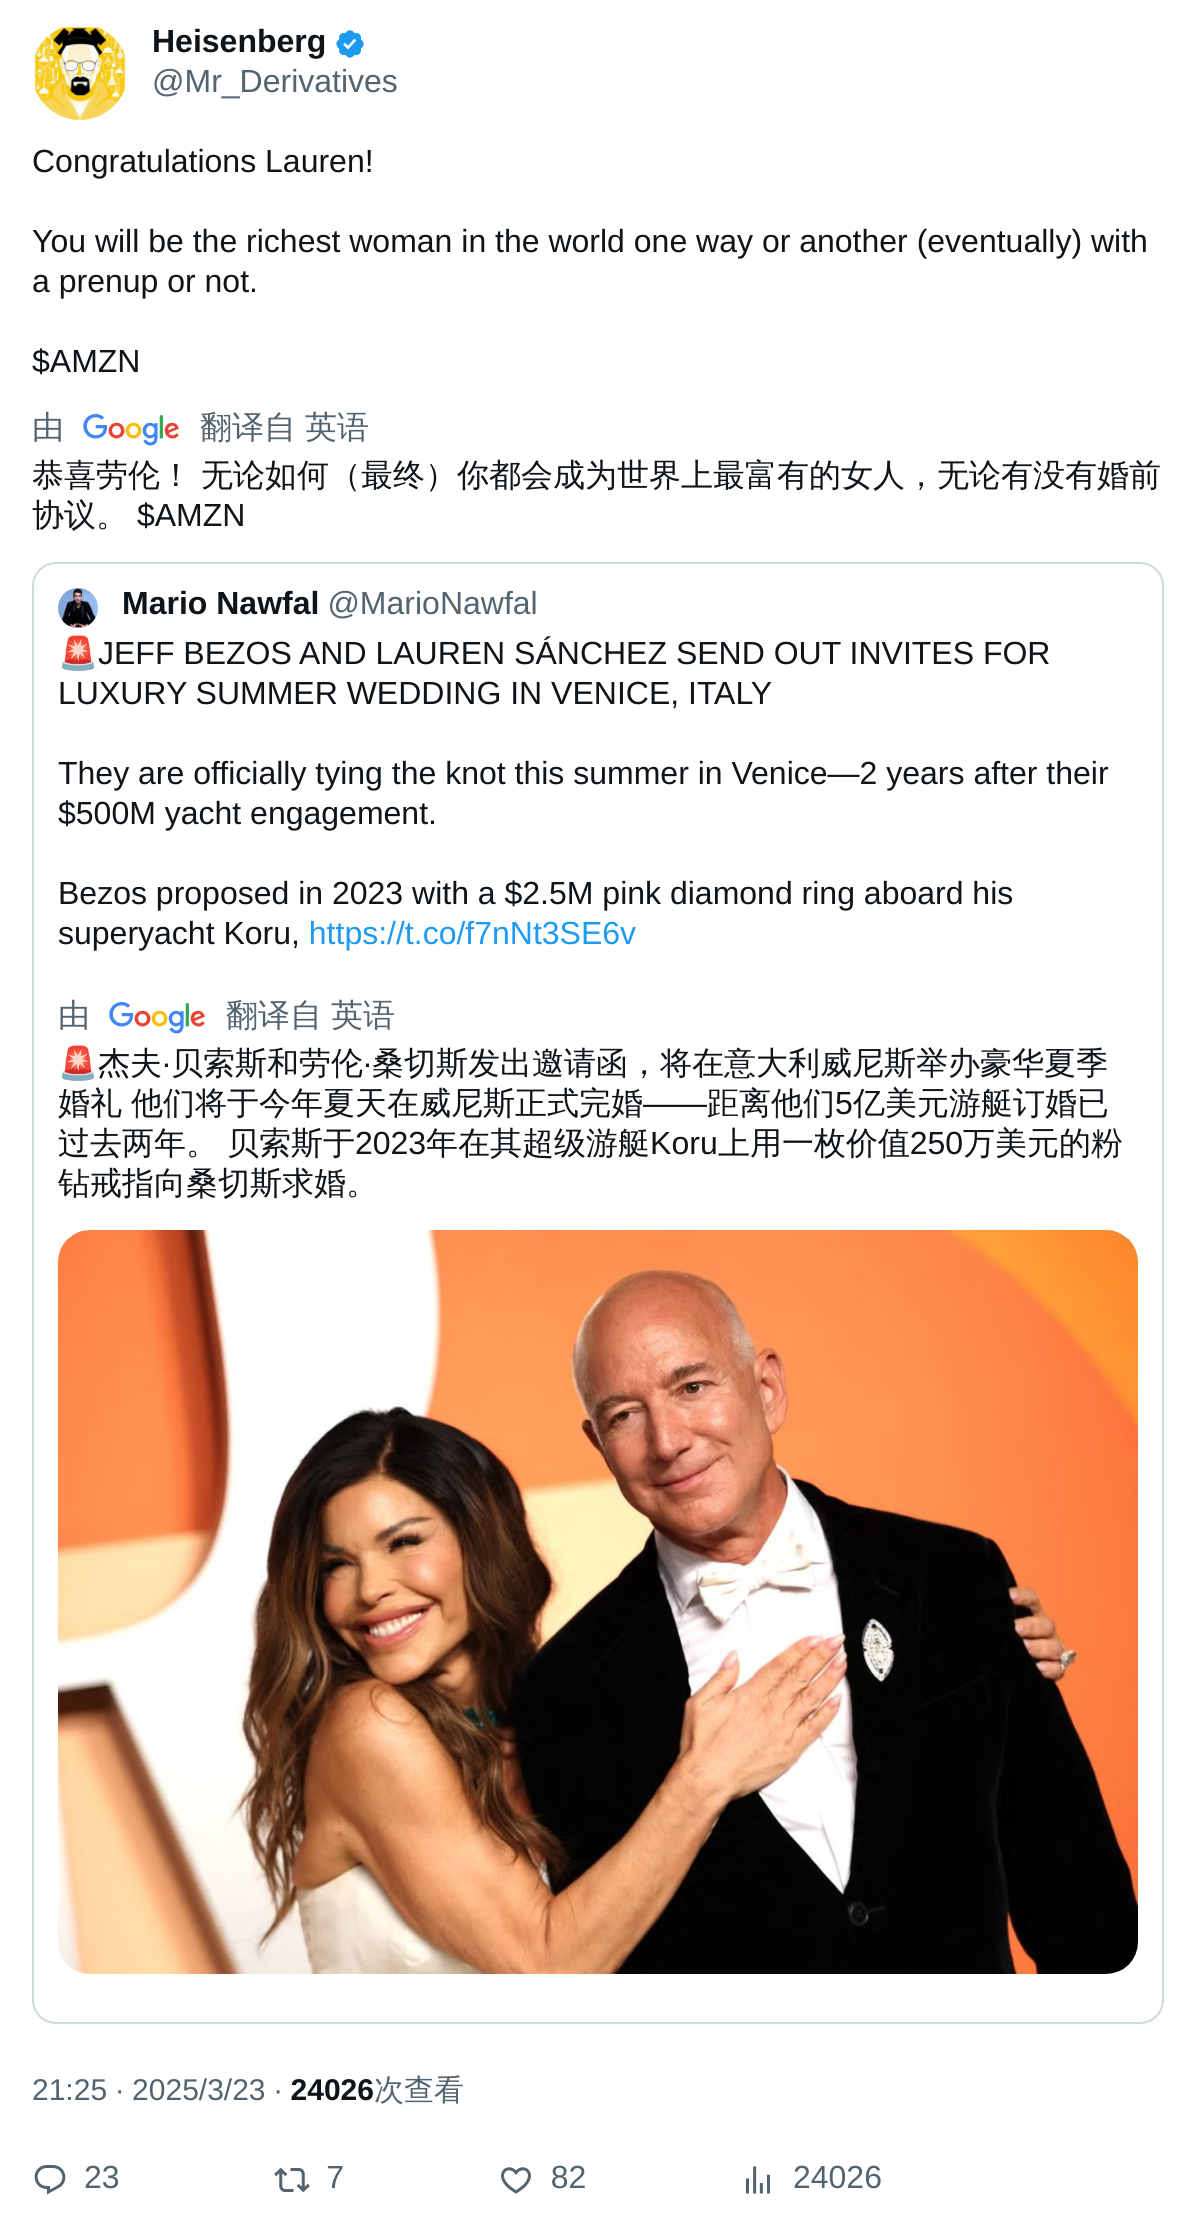 Heisenberg
@Mr_Derivatives
Congratulations Lauren!
You will be the richest woman in the world one way or another (eventually) with
a prenup or not.
$AMZN
由 Google 翻译自 英语
恭喜劳伦！ 无论如何（最终）你都会成为世界上最富有的女人，无论有没有婚前
协议。 $AMZN
Mario Nawfal @MarioNawfal
🚨JEFF BEZOS AND LAUREN SÁNCHEZ SEND OUT INVITES FOR
LUXURY SUMMER WEDDING IN VENICE, ITALY
They are officially tying the knot this summer in Venice—2 years after their
$500M yacht engagement.
Bezos proposed in 2023 with a $2.5M pink diamond ring aboard his
superyacht Koru, https://t.co/f7nNt3SE6v
由 Google 翻译自 英语
🚨杰夫·贝索斯和劳伦·桑切斯发出邀请函，将在意大利威尼斯举办豪华夏季
婚礼 他们将于今年夏天在威尼斯正式完婚——距离他们5亿美元游艇订婚已
过去两年。 贝索斯于2023年在其超级游艇Koru上用一枚价值250万美元的粉
钻戒指向桑切斯求婚。
21:25 · 2025/3/23 · 24026次查看
23 7 82 24026